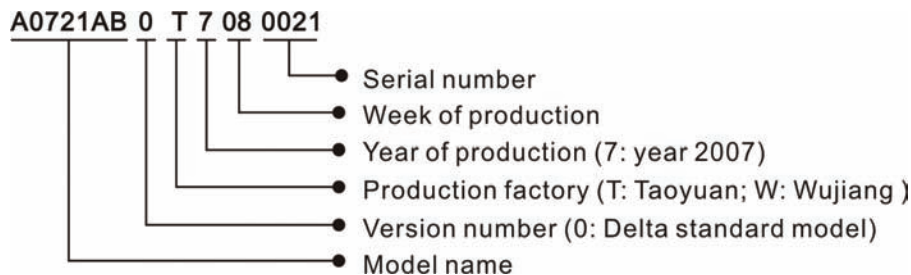 A0721AB 0 T 7 08 0021
Serial number
Week of production
Year of production (7: year 2007)
Production factory (T: Taoyuan; W: Wujiang )
Version number (0: Delta standard model)
Model name